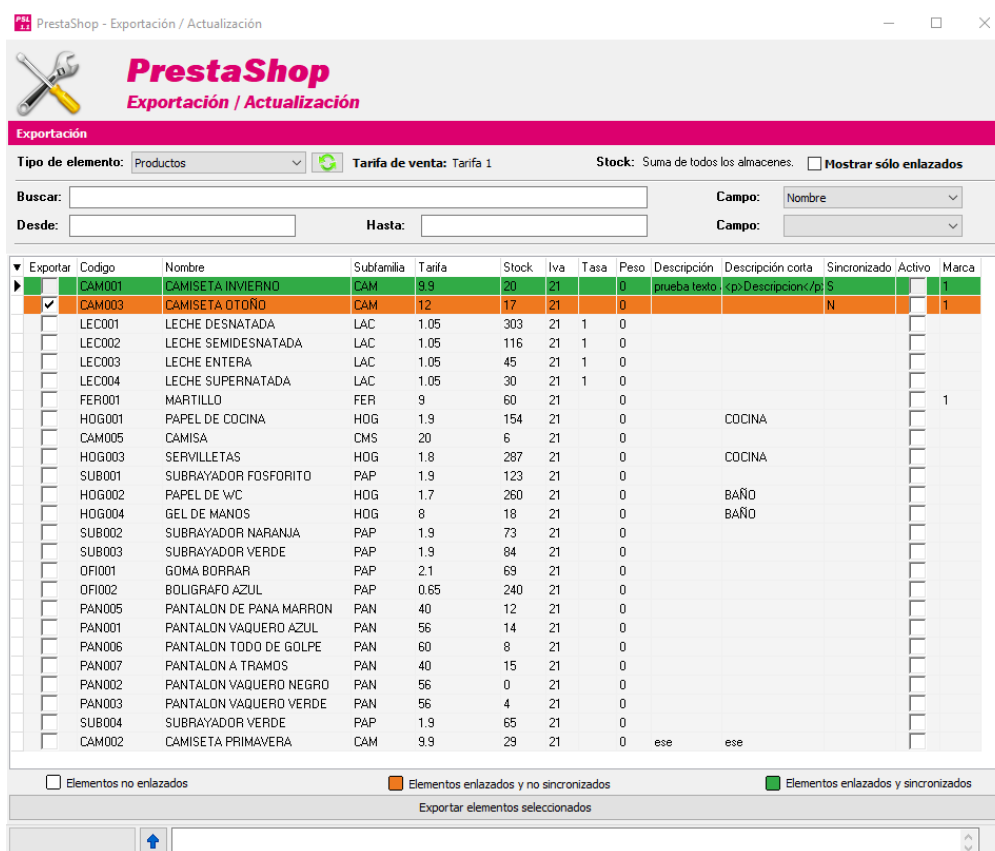 PSL 1.1 PrestaShop - Exportación / Actualización
PrestaShop
Exportación / Actualización
Exportación
Tipo de elemento: Productos Tarifa de venta: Tarifa 1 Stock: Suma de todos los almacenes. Mostrar sólo enlazados
Buscar: Campo: Nombre
Desde: Hasta: Campo:
Exportar Codigo Nombre Subfamilia Tarifa Stock Iva Tasa Peso Descripción Descripción corta Sincronizado Activo Marca
CAM001 CAMISETA INVIERNO CAM 9.9 20 21 0 prueba texto <p>Descripcion</p> S 1
CAM003 CAMISETA OTOÑO CAM 12 17 21 0 N 1
LEC001 LECHE DESNATADA LAC 1.05 303 21 1 0
LEC002 LECHE SEMIDESNATADA LAC 1.05 116 21 1 0
LEC003 LECHE ENTERA LAC 1.05 45 21 1 0
LEC004 LECHE SUPERNATADA LAC 1.05 30 21 1 0
FER001 MARTILLO FER 9 60 21 0 1
HOG001 PAPEL DE COCINA HOG 1.9 154 21 0 COCINA
CAM005 CAMISA CMS 20 6 21 0
HOG003 SERVILLETAS HOG 1.8 287 21 0 COCINA
SUB001 SUBRAYADOR FOSFORITO PAP 1.9 123 21 0
HOG002 PAPEL DE WC HOG 1.7 260 21 0 BAÑO
HOG004 GEL DE MANOS HOG 8 18 21 0 BAÑO
SUB002 SUBRAYADOR NARANJA PAP 1.9 73 21 0
SUB003 SUBRAYADOR VERDE PAP 1.9 84 21 0
OFI001 GOMA BORRAR PAP 2.1 69 21 0
OFI002 BOLIGRAFO AZUL PAP 0.65 240 21 0
PAN005 PANTALON DE PANA MARRON PAN 40 12 21 0
PAN001 PANTALON VAQUERO AZUL PAN 56 14 21 0
PAN006 PANTALON TODO DE GOLPE PAN 60 8 21 0
PAN007 PANTALON A TRAMOS PAN 40 15 21 0
PAN002 PANTALON VAQUERO NEGRO PAN 56 0 21 0
PAN003 PANTALON VAQUERO VERDE PAN 56 4 21 0
SUB004 SUBRAYADOR VERDE PAP 1.9 65 21 0
CAM002 CAMISETA PRIMAVERA CAM 9.9 29 21 0 ese ese
Elementos no enlazados Elementos enlazados y no sincronizados Elementos enlazados y sincronizados
Exportar elementos seleccionados